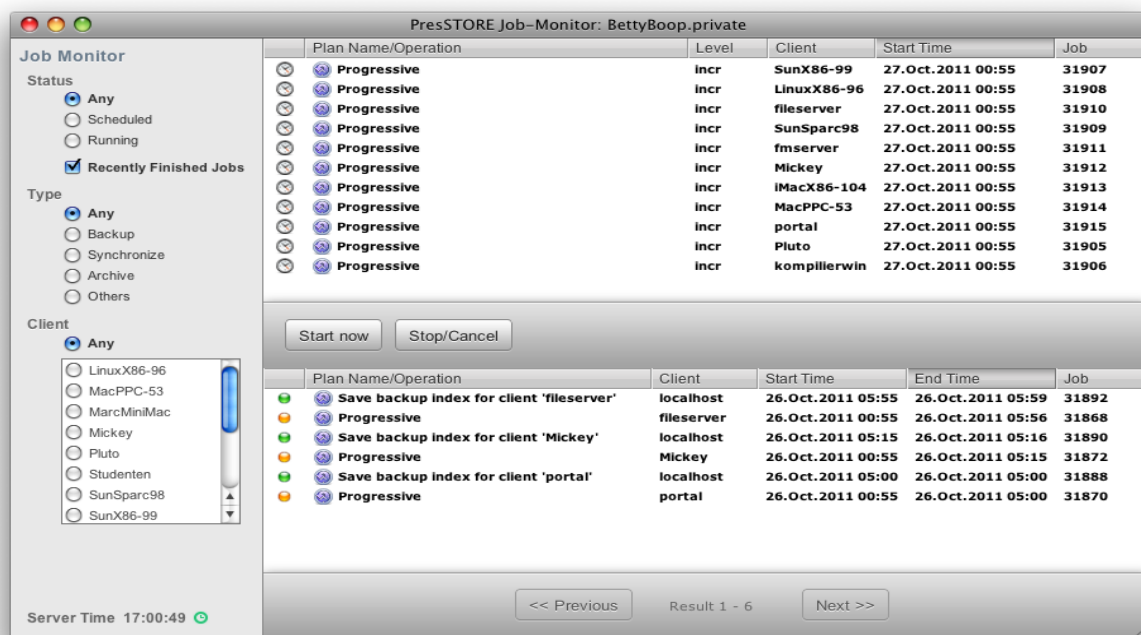 PresSTORE Job-Monitor: BettyBoop.private
Job Monitor
Status
Any
Scheduled
Running
Recently Finished Jobs
Type
Any
Backup
Synchronize
Archive
Others
Client
Any
LinuxX86-96
MacPPC-53
MarcMiniMac
Mickey
Pluto
Studenten
SunSparc98
SunX86-99
Server Time 17:00:49
Plan Name/Operation Level Client Start Time Job
Progressive incr SunX86-99 27.Oct.2011 00:55 31907
Progressive incr LinuxX86-96 27.Oct.2011 00:55 31908
Progressive incr fileserver 27.Oct.2011 00:55 31910
Progressive incr SunSparc98 27.Oct.2011 00:55 31909
Progressive incr fmserver 27.Oct.2011 00:55 31911
Progressive incr Mickey 27.Oct.2011 00:55 31912
Progressive incr iMacX86-104 27.Oct.2011 00:55 31913
Progressive incr MacPPC-53 27.Oct.2011 00:55 31914
Progressive incr portal 27.Oct.2011 00:55 31915
Progressive incr Pluto 27.Oct.2011 00:55 31905
Progressive incr kompilierwin 27.Oct.2011 00:55 31906
Start now Stop/Cancel
Plan Name/Operation Client Start Time End Time Job
Save backup index for client 'fileserver' localhost 26.Oct.2011 05:55 26.Oct.2011 05:59 31892
Progressive fileserver 26.Oct.2011 00:55 26.Oct.2011 05:56 31868
Save backup index for client 'Mickey' localhost 26.Oct.2011 05:15 26.Oct.2011 05:16 31890
Progressive Mickey 26.Oct.2011 00:55 26.Oct.2011 05:15 31872
Save backup index for client 'portal' localhost 26.Oct.2011 05:00 26.Oct.2011 05:00 31888
Progressive portal 26.Oct.2011 00:55 26.Oct.2011 05:00 31870
<< Previous Result 1 - 6 Next >>